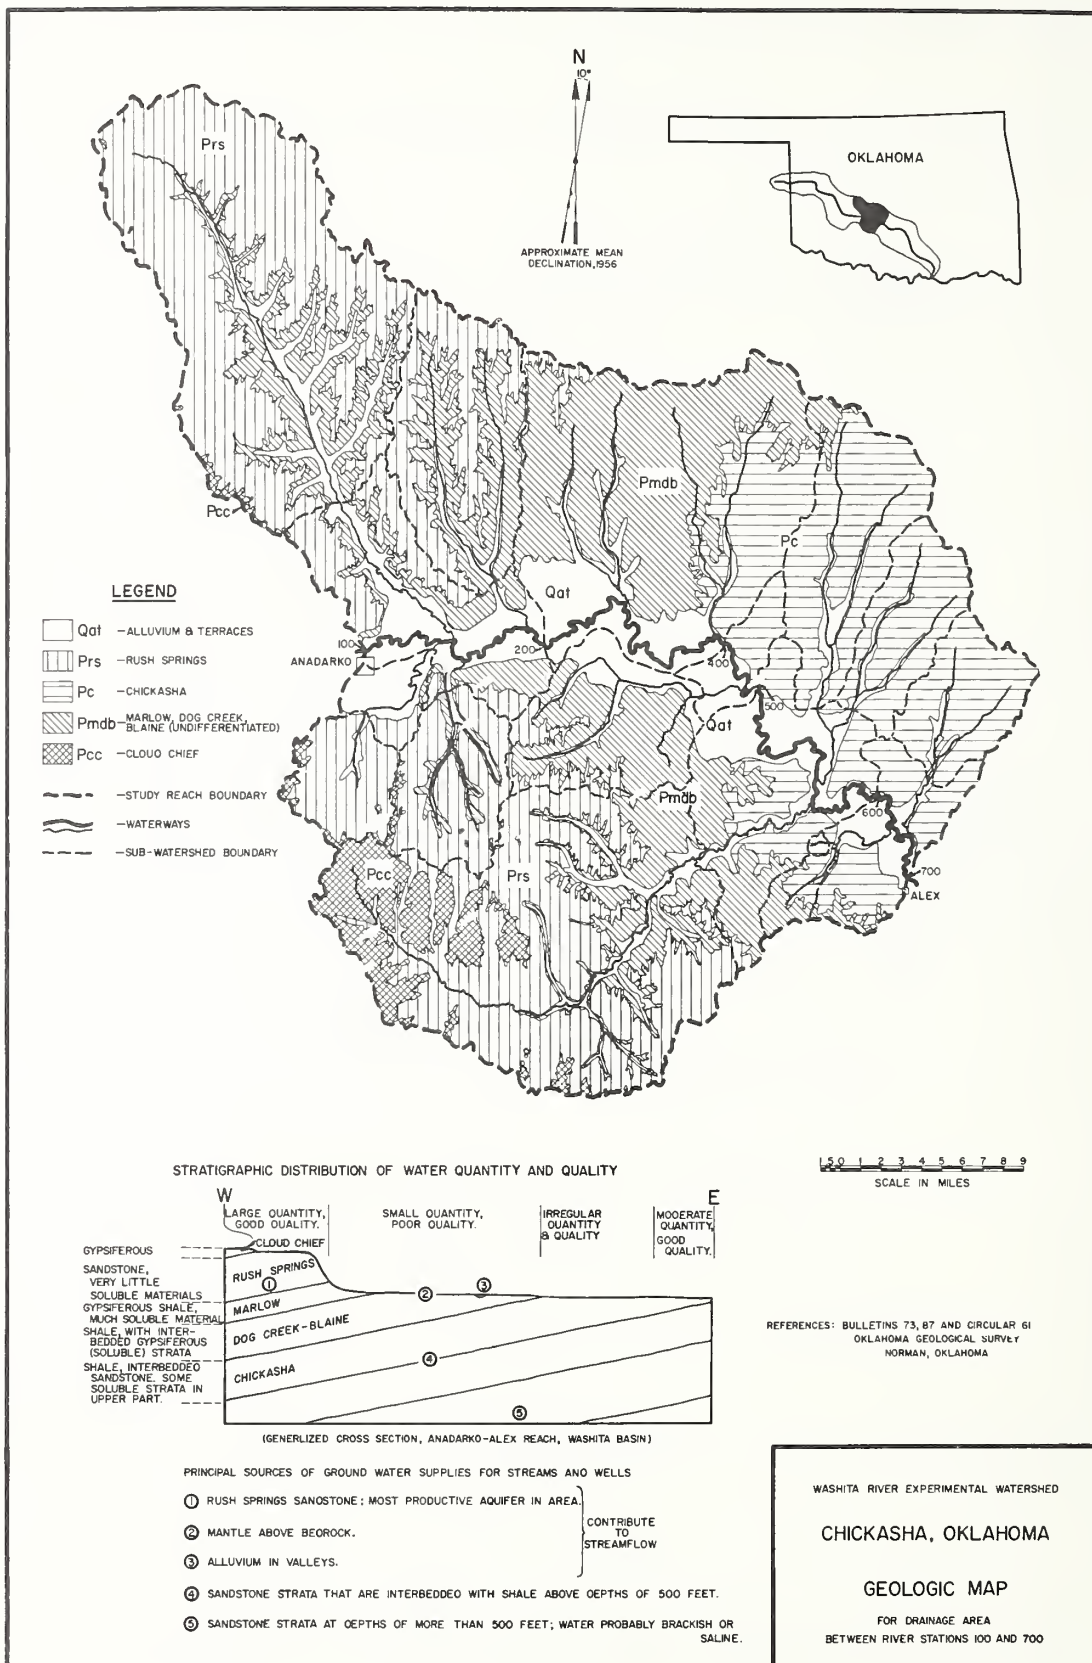 N
10°
APPROXIMATE MEAN
DECLINATION, 1956
OKLAHOMA
Prs
Pcc
Pmdb
Pc
Qat
100
ANADARKO
200
400
500
Qat
Pmdb
600
700
ALEX
Pcc
Prs
LEGEND
Qat – ALLUVIUM & TERRACES
Prs – RUSH SPRINGS
Pc – CHICKASHA
Pmdb – MARLOW, DOG CREEK,
BLAINE (UNDIFFERENTIATED)
Pcc – CLOUD CHIEF
– STUDY REACH BOUNDARY
– WATERWAYS
– SUB-WATERSHED BOUNDARY
1 .5 0 1 2 3 4 5 6 7 8 9
SCALE IN MILES
STRATIGRAPHIC DISTRIBUTION OF WATER QUANTITY AND QUALITY
W
E
LARGE QUANTITY,
GOOD QUALITY.
SMALL QUANTITY,
POOR QUALITY.
IRREGULAR
QUANTITY
& QUALITY
MODERATE
QUANTITY,
GOOD
QUALITY.
CLOUD CHIEF
RUSH SPRINGS
1
MARLOW
2
3
DOG CREEK-BLAINE
CHICKASHA
4
5
GYPSIFEROUS
SANDSTONE,
VERY LITTLE
SOLUBLE MATERIALS
GYPSIFEROUS SHALE,
MUCH SOLUBLE MATERIAL
SHALE, WITH INTER-
BEDDED GYPSIFEROUS
(SOLUBLE) STRATA
SHALE, INTERBEDDED
SANDSTONE. SOME
SOLUBLE STRATA IN
UPPER PART.
(GENERLIZED CROSS SECTION, ANADARKO-ALEX REACH, WASHITA BASIN)
REFERENCES: BULLETINS 73, 87 AND CIRCULAR 61
OKLAHOMA GEOLOGICAL SURVEY
NORMAN, OKLAHOMA
PRINCIPAL SOURCES OF GROUND WATER SUPPLIES FOR STREAMS AND WELLS
1 RUSH SPRINGS SANDSTONE; MOST PRODUCTIVE AQUIFER IN AREA.
2 MANTLE ABOVE BEDROCK.
3 ALLUVIUM IN VALLEYS.
CONTRIBUTE
TO
STREAMFLOW
4 SANDSTONE STRATA THAT ARE INTERBEDDED WITH SHALE ABOVE DEPTHS OF 500 FEET.
5 SANDSTONE STRATA AT DEPTHS OF MORE THAN 500 FEET; WATER PROBABLY BRACKISH OR
SALINE.
WASHITA RIVER EXPERIMENTAL WATERSHED
CHICKASHA, OKLAHOMA
GEOLOGIC MAP
FOR DRAINAGE AREA
BETWEEN RIVER STATIONS 100 AND 700